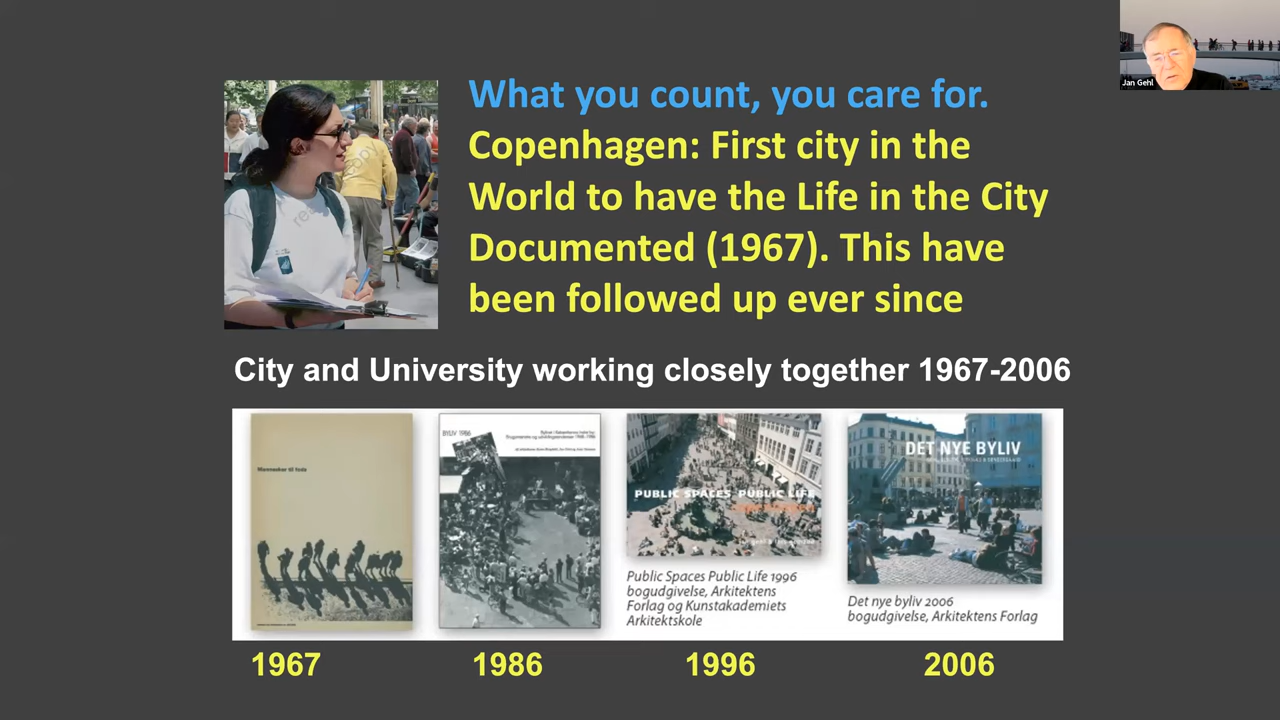 Jan Gehl
What you count, you care for.
Copenhagen: First city in the
World to have the Life in the City
Documented (1967). This have
been followed up ever since
City and University working closely together 1967-2006
Mennesker til fods
BYLIV 1986
PUBLIC SPACES PUBLIC LIFE
DET NYE BYLIV
Public Spaces Public Life 1996
bogudgivelse, Arkitektens
Forlag og Kunstakademiets
Arkitektskole
Det nye byliv 2006
bogudgivelse, Arkitektens Forlag
1967
1986
1996
2006